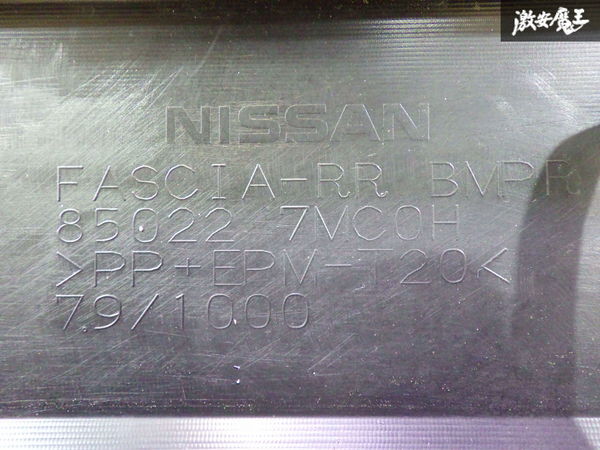 激安魔王
NISSAN
FASCIA-RR BMPR
85022 7MC0H
>PP+EPM-T20<
7.9/1000